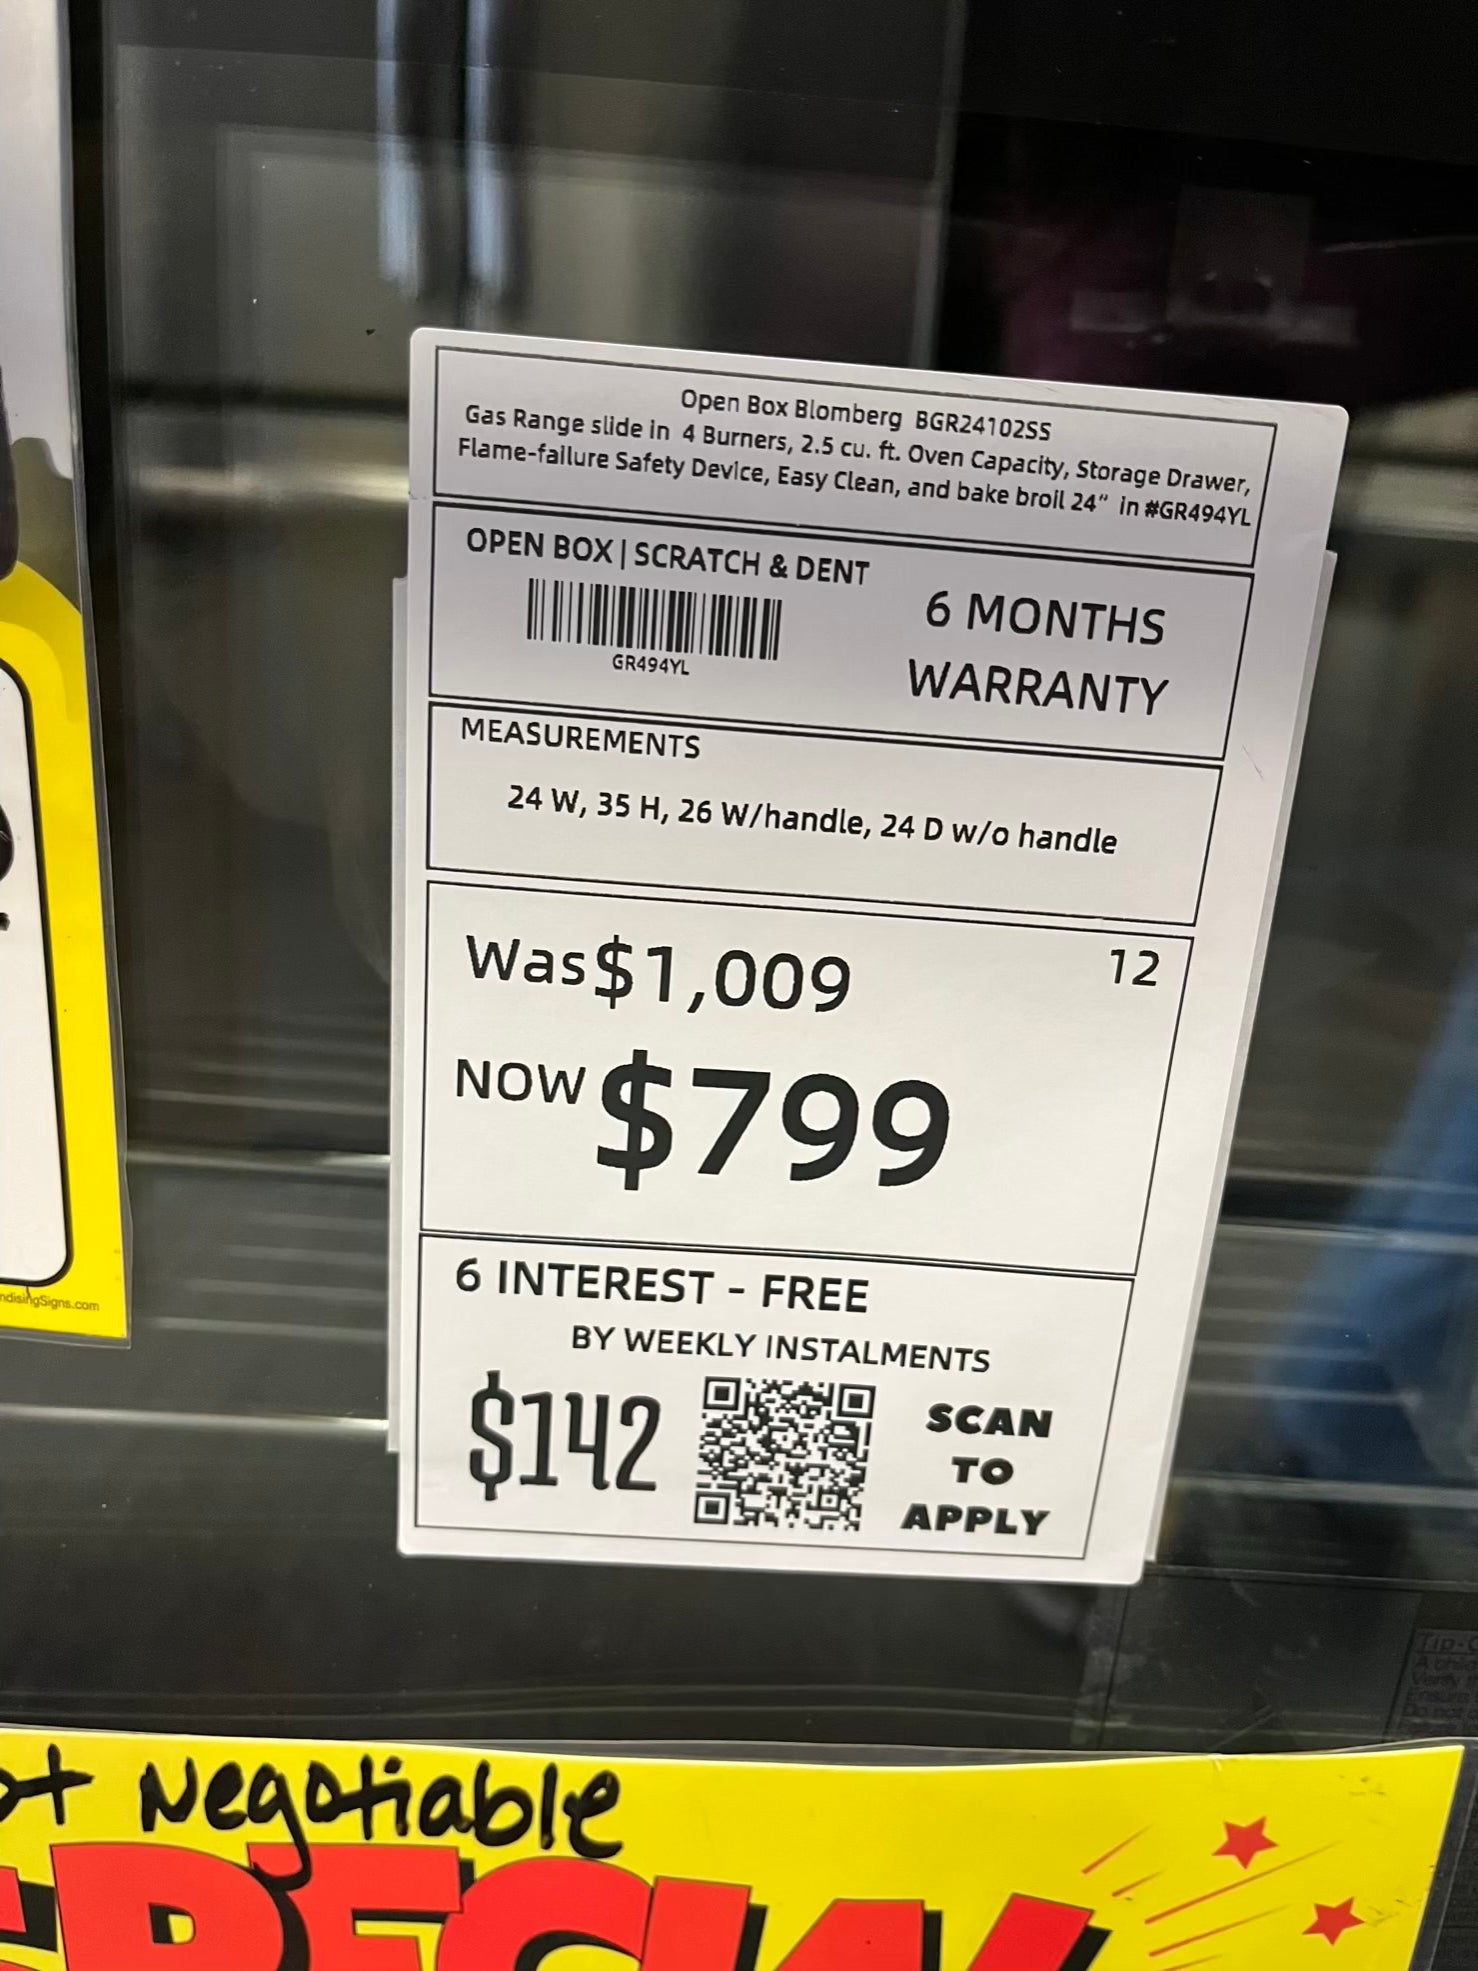 Open Box Blomberg BGR24102SS
Gas Range slide in 4 Burners, 2.5 cu. ft. Oven Capacity, Storage Drawer,
Flame-failure Safety Device, Easy Clean, and bake broil 24" in #GR494YL
OPEN BOX | SCRATCH & DENT
GR494YL
6 MONTHS
WARRANTY
MEASUREMENTS
24 W, 35 H, 26 W/handle, 24 D w/o handle
Was $1,009
12
NOW $799
6 INTEREST - FREE
BY WEEKLY INSTALMENTS
$142
SCAN
TO
APPLY
Negotiable
SPECIAL